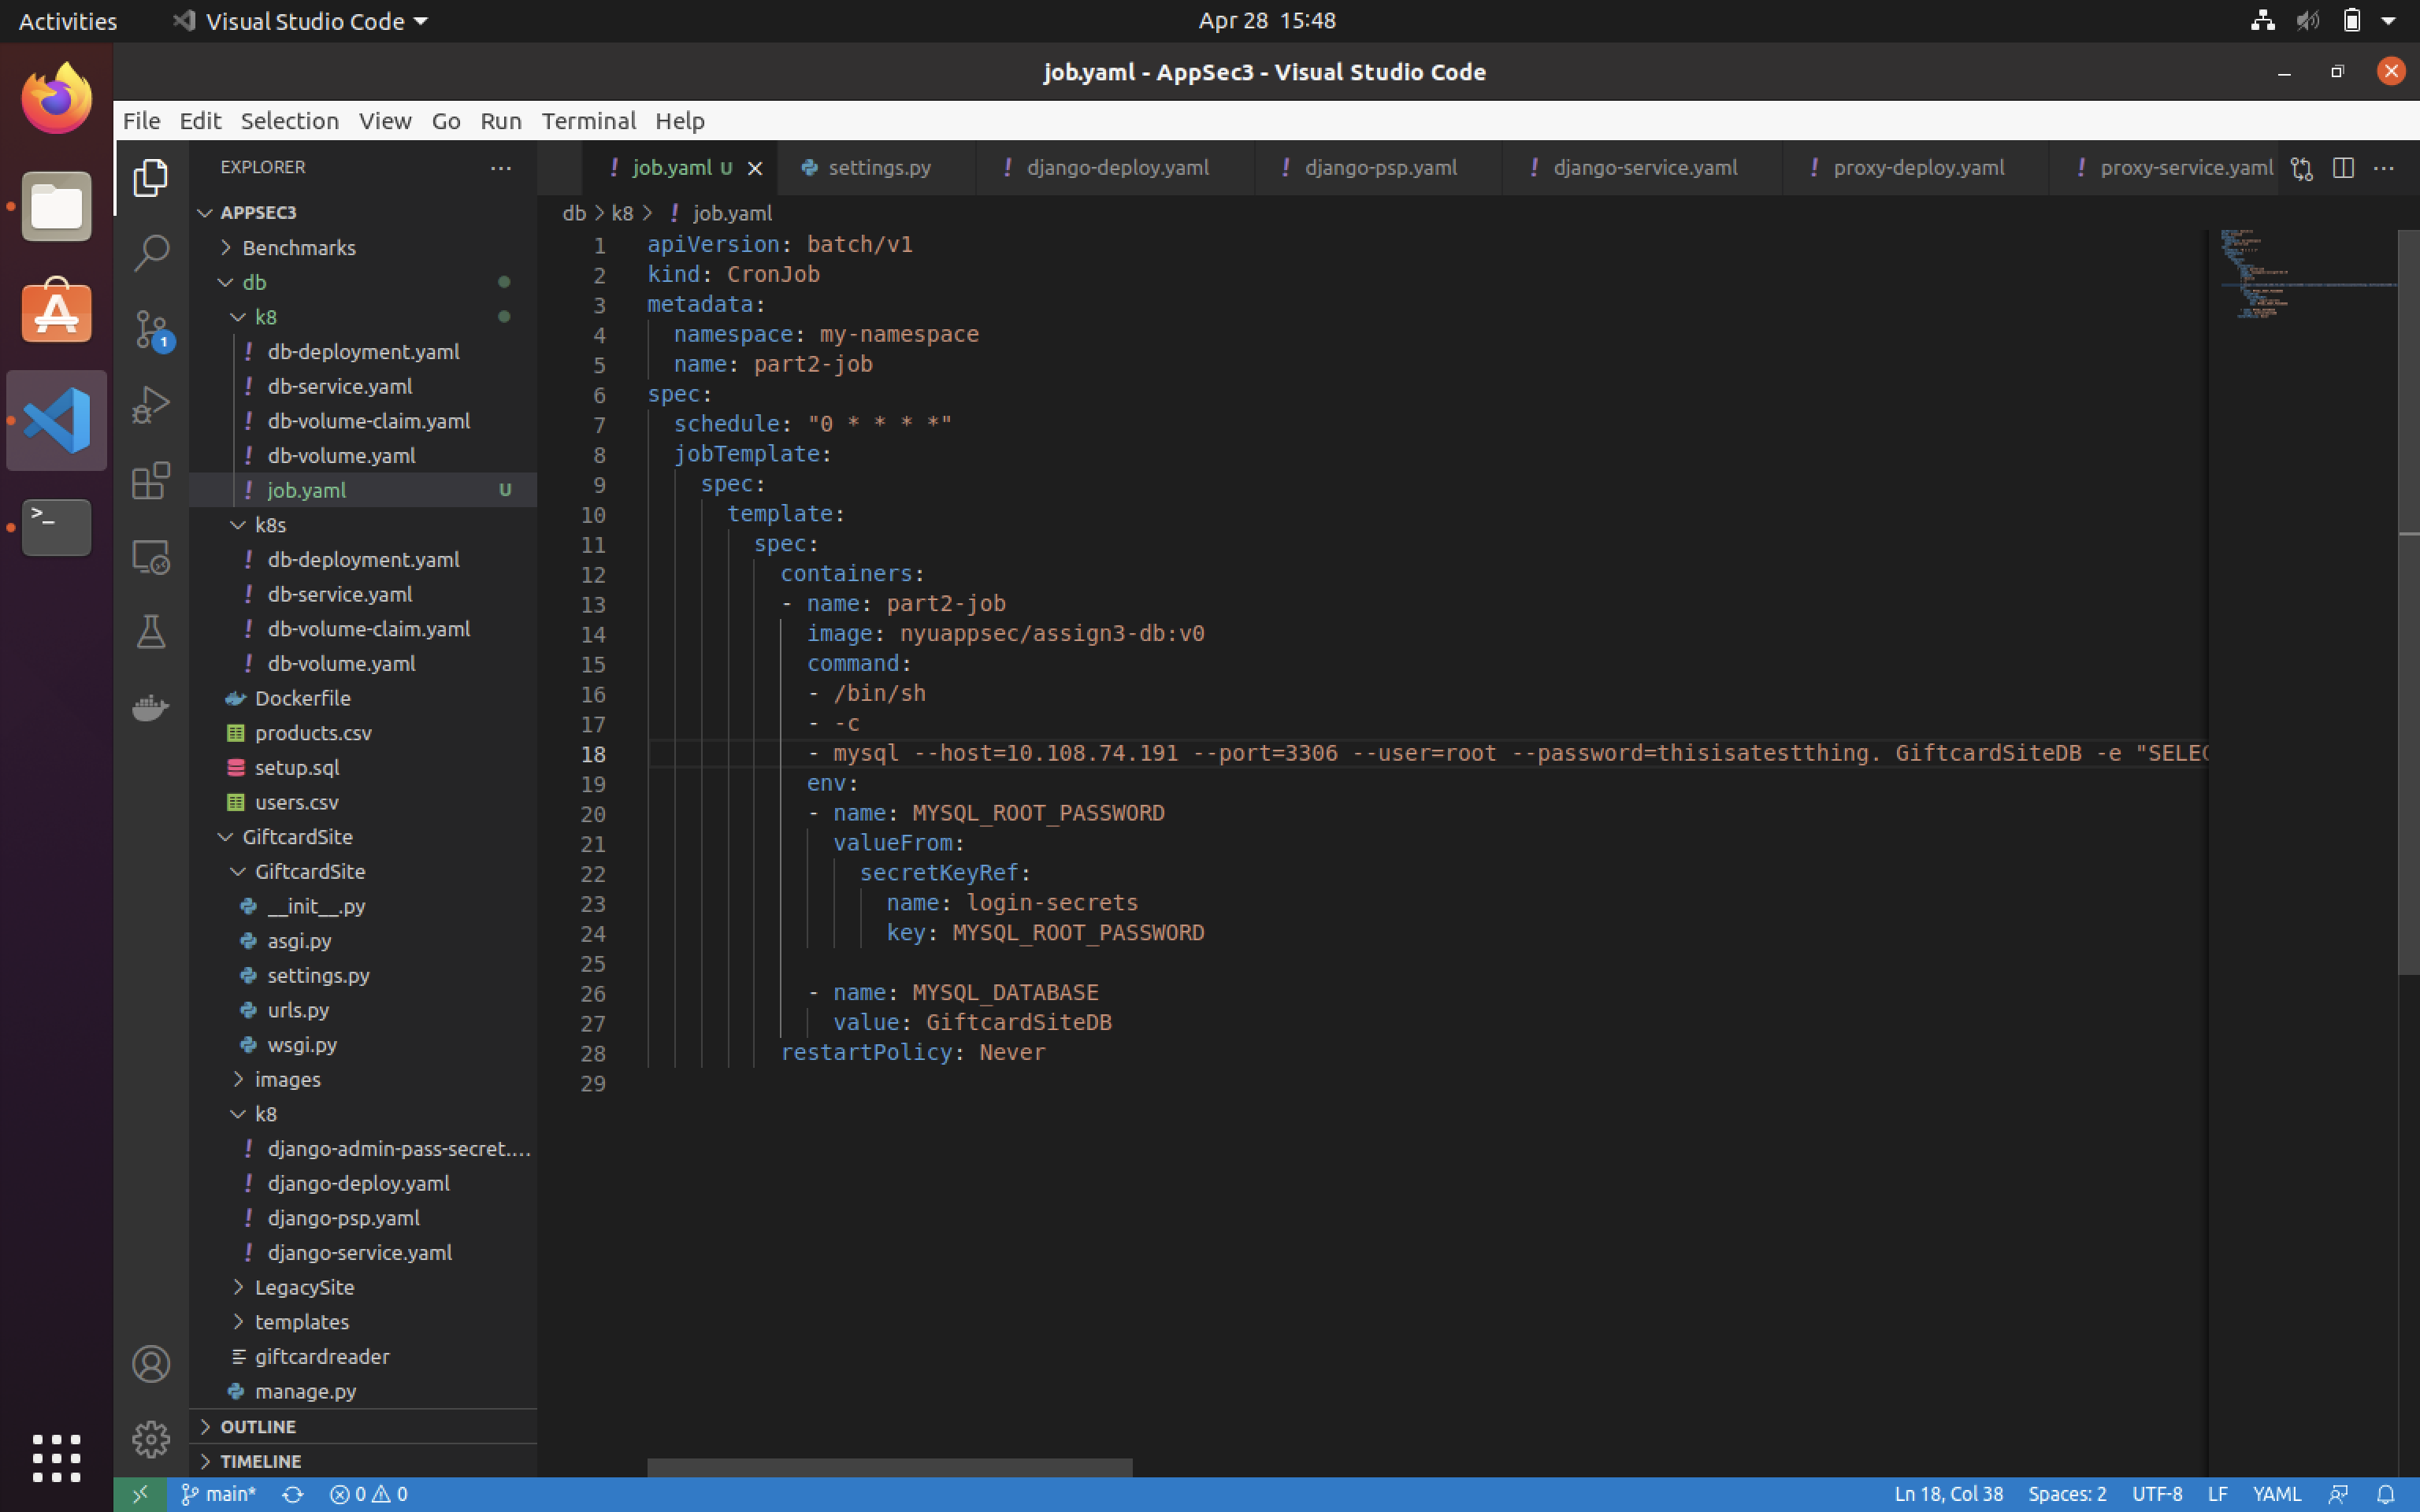 Activities
Visual Studio Code
Apr 28 15:48
job.yaml - AppSec3 - Visual Studio Code
File Edit Selection View Go Run Terminal Help
EXPLORER
APPSEC3
Benchmarks
db
k8
db-deployment.yaml
db-service.yaml
db-volume-claim.yaml
db-volume.yaml
job.yaml U
k8s
db-deployment.yaml
db-service.yaml
db-volume-claim.yaml
db-volume.yaml
Dockerfile
products.csv
setup.sql
users.csv
GiftcardSite
GiftcardSite
__init__.py
asgi.py
settings.py
urls.py
wsgi.py
images
k8
django-admin-pass-secret....
django-deploy.yaml
django-psp.yaml
django-service.yaml
LegacySite
templates
giftcardreader
manage.py
OUTLINE
TIMELINE
1
>_
! job.yaml U
settings.py
! django-deploy.yaml
! django-psp.yaml
! django-service.yaml
! proxy-deploy.yaml
! proxy-service.yaml
db > k8 > ! job.yaml
1 apiVersion: batch/v1
2 kind: CronJob
3 metadata:
4   namespace: my-namespace
5   name: part2-job
6 spec:
7   schedule: "0 * * * *"
8   jobTemplate:
9     spec:
10       template:
11         spec:
12           containers:
13           - name: part2-job
14             image: nyuappsec/assign3-db:v0
15             command:
16             - /bin/sh
17             - -c
18             - mysql --host=10.108.74.191 --port=3306 --user=root --password=thisisatestthing. GiftcardSiteDB -e "SELEC
19             env:
20             - name: MYSQL_ROOT_PASSWORD
21               valueFrom:
22                 secretKeyRef:
23                   name: login-secrets
24                   key: MYSQL_ROOT_PASSWORD
25
26             - name: MYSQL_DATABASE
27               value: GiftcardSiteDB
28           restartPolicy: Never
29
main* 0 0
Ln 18, Col 38 Spaces: 2 UTF-8 LF YAML